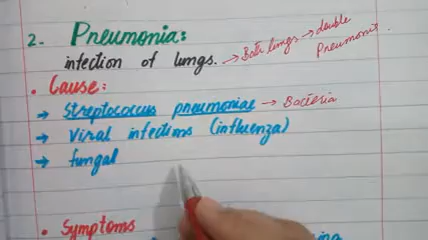 2. Pneumonia:
infection of lungs. → Both lungs → double
Pneumonia.
• Cause:
→ Streptococcus pneumoniae → Bacteria
→ Viral infections (influenza)
→ fungal
• Symptoms